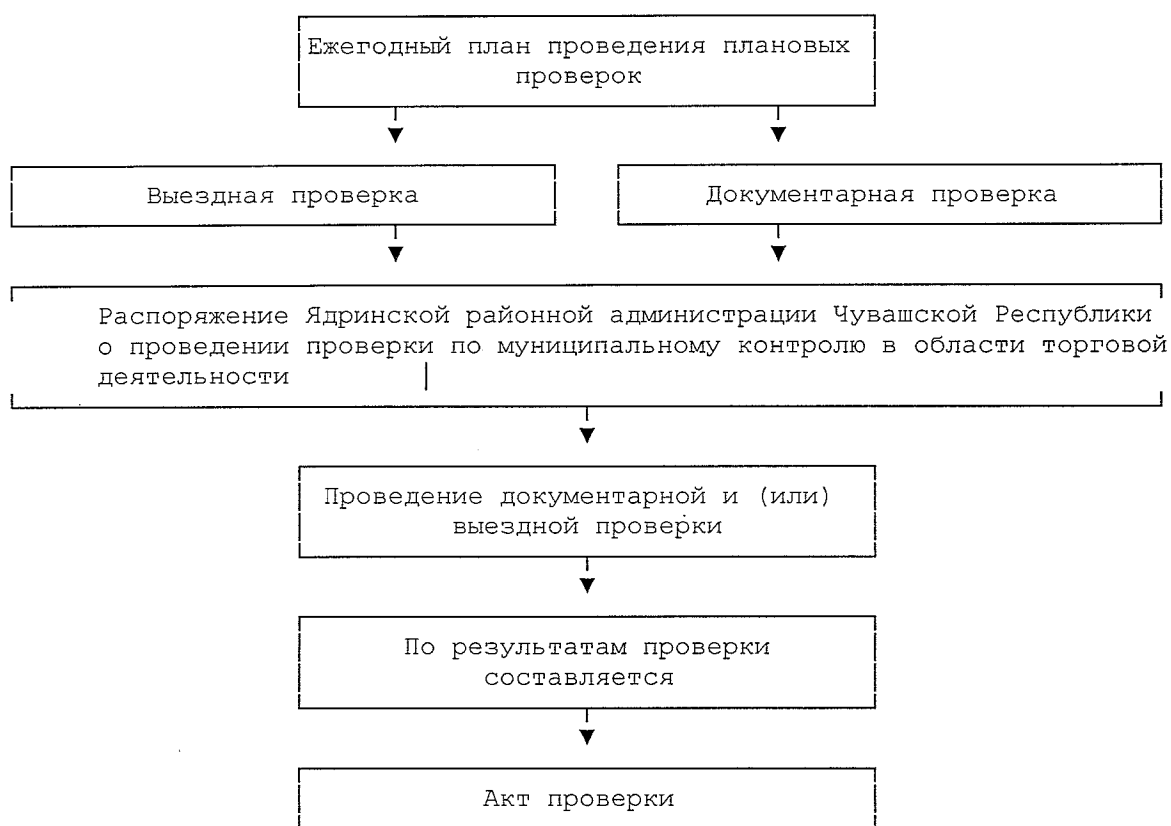 Ежегодный план проведения плановых
проверок
Выездная проверка
Документарная проверка
Распоряжение Ядринской районной администрации Чувашской Республики
о проведении проверки по муниципальному контролю в области торговой
деятельности
Проведение документарной и (или)
выездной проверки
По результатам проверки
составляется
Акт проверки